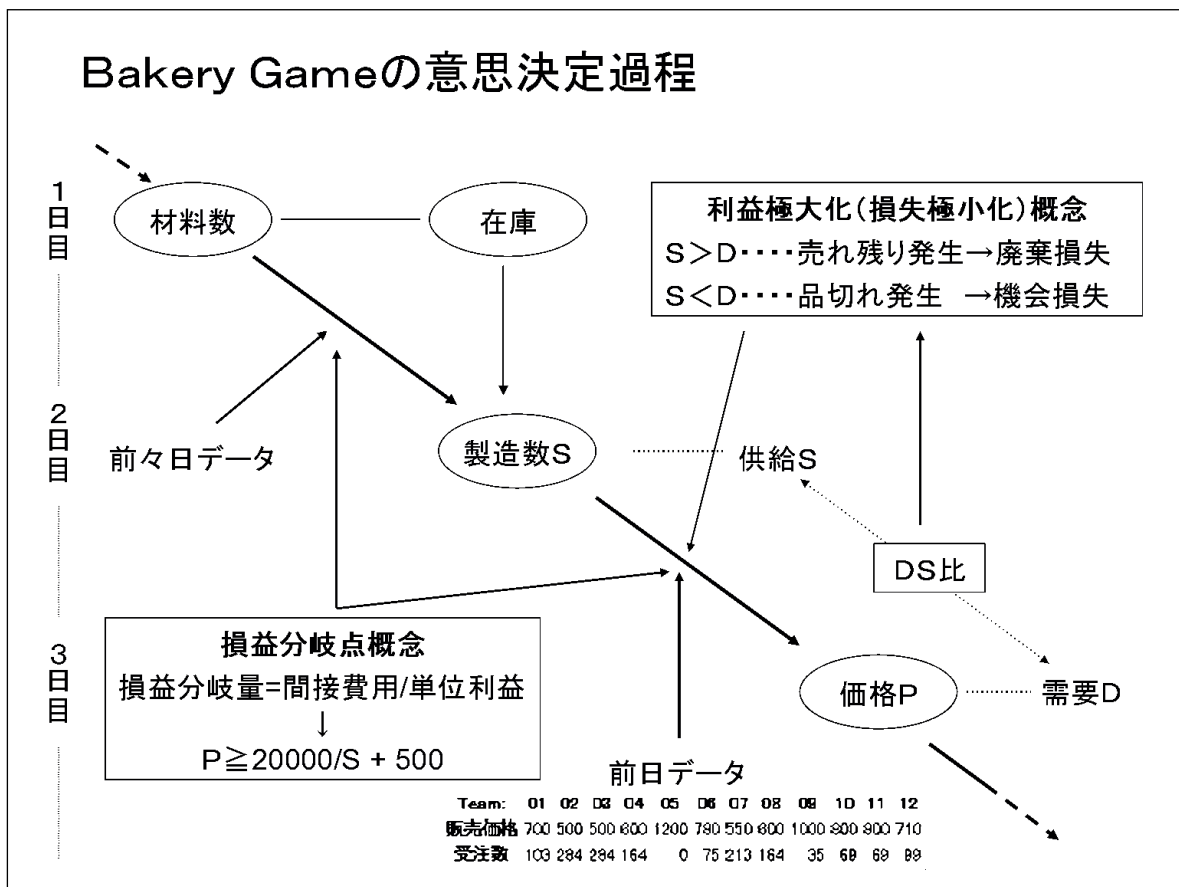 Bakery Gameの意思決定過程
1日目
材料数
在庫
利益極大化(損失極小化)概念
S>D････売れ残り発生→廃棄損失
S<D････品切れ発生 →機会損失
2日目
前々日データ
製造数S
供給S
DS比
3日目
損益分岐点概念
損益分岐量=間接費用/単位利益
↓
P≧20000/S + 500
価格P
需要D
前日データ
Team: 01 02 03 04 05 06 07 08 09 10 11 12
販売価格 700 500 500 600 1200 780 550 600 1000 800 800 710
受注数 103 284 284 164 0 75 213 164 35 69 69 99